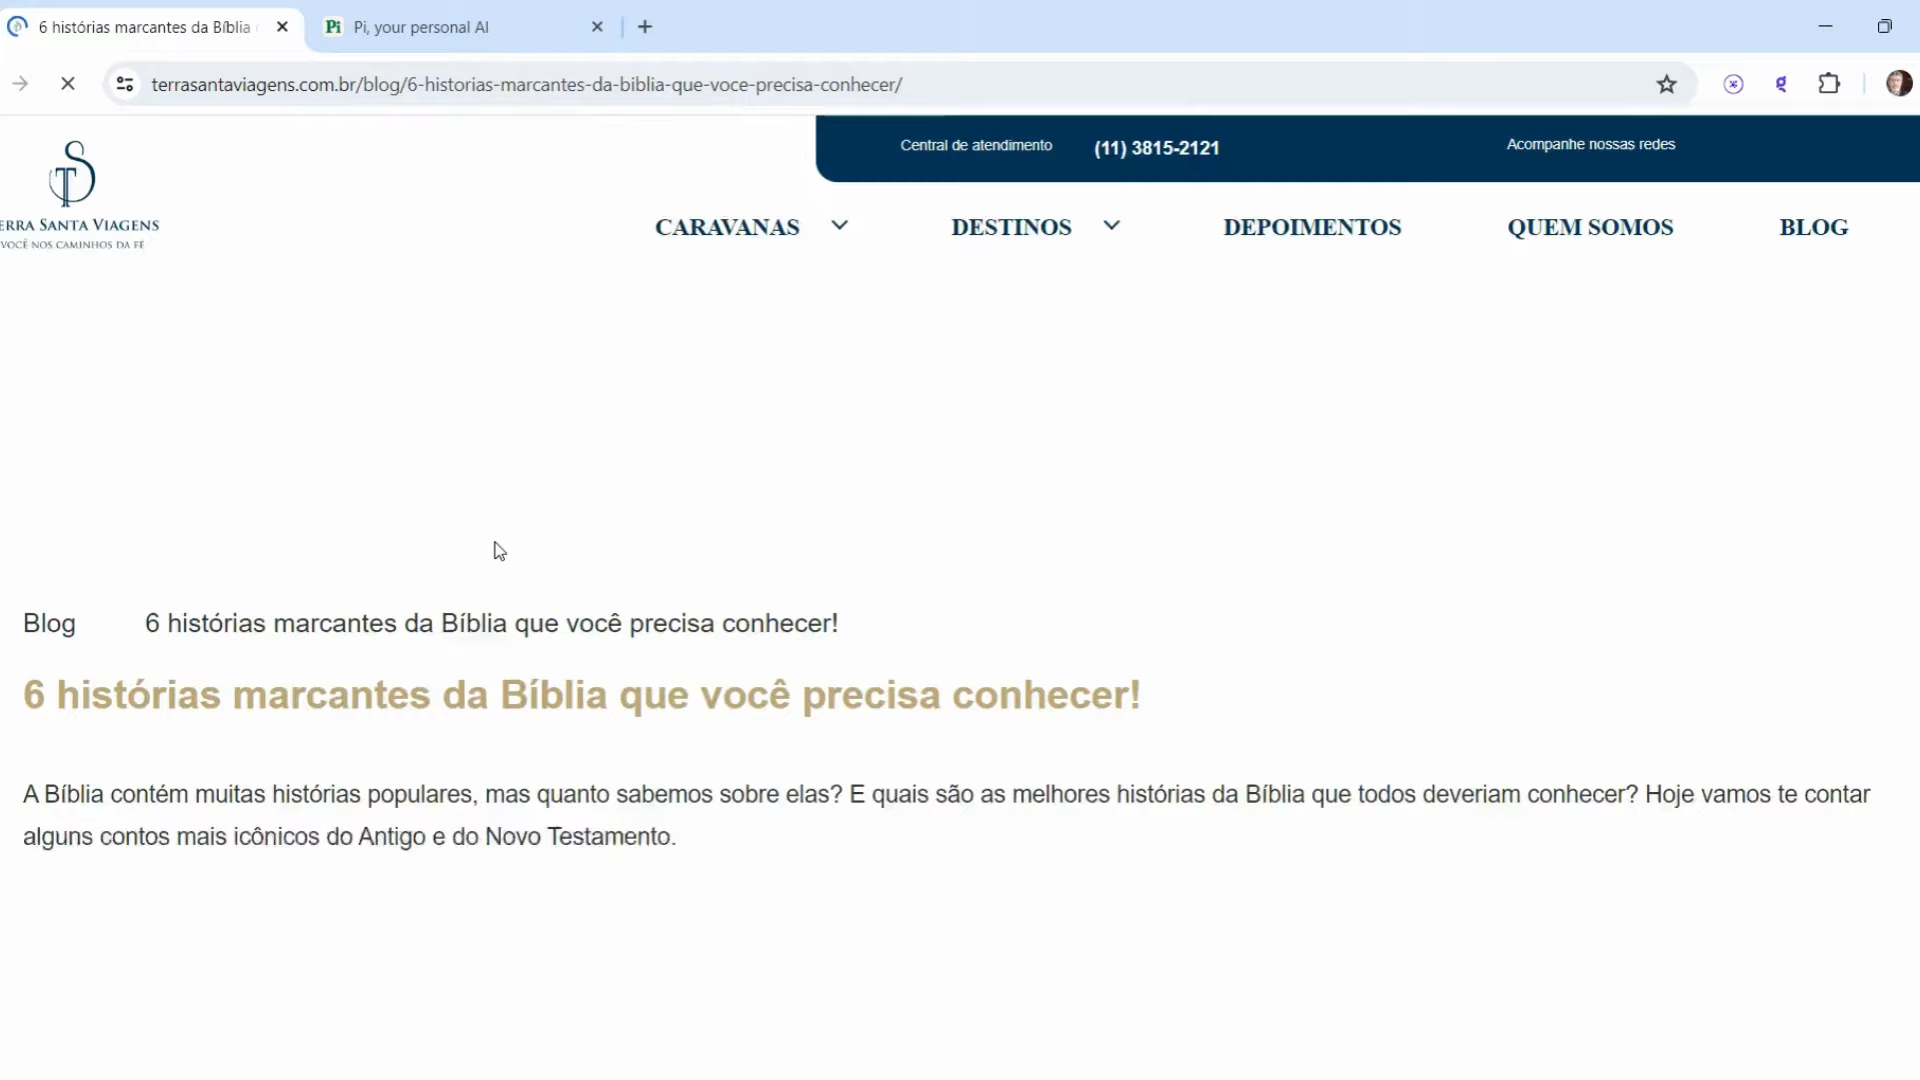 6 histórias marcantes da Bíblia
Pi, your personal AI
terrasantaviagens.com.br/blog/6-historias-marcantes-da-biblia-que-voce-precisa-conhecer/
Central de atendimento
(11) 3815-2121
Acompanhe nossas redes
ERRA SANTA VIAGENS
VOCÊ NOS CAMINHOS DA FÉ
CARAVANAS
DESTINOS
DEPOIMENTOS
QUEM SOMOS
BLOG
Blog 6 histórias marcantes da Bíblia que você precisa conhecer!
6 histórias marcantes da Bíblia que você precisa conhecer!
A Bíblia contém muitas histórias populares, mas quanto sabemos sobre elas? E quais são as melhores histórias da Bíblia que todos deveriam conhecer? Hoje vamos te contar
alguns contos mais icônicos do Antigo e do Novo Testamento.